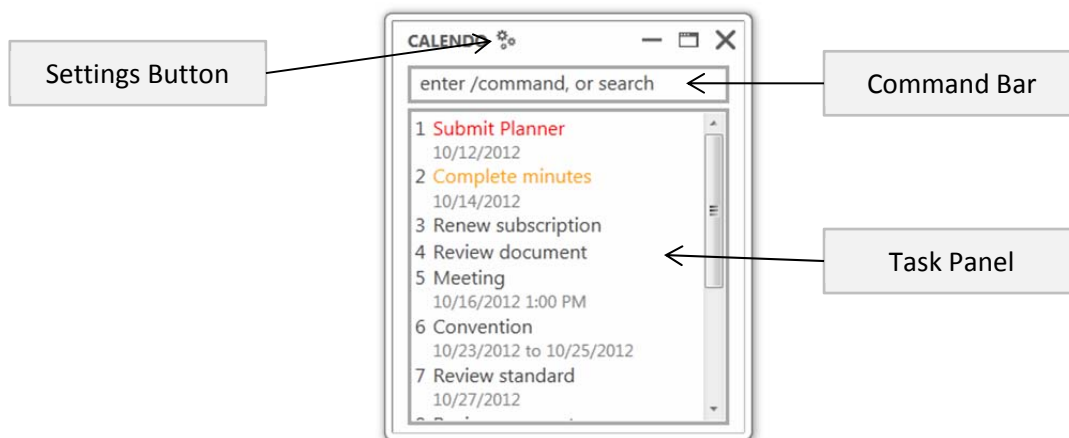 CALENDO
Settings Button
enter /command, or search
Command Bar
1 Submit Planner
10/12/2012
2 Complete minutes
10/14/2012
3 Renew subscription
4 Review document
5 Meeting
10/16/2012 1:00 PM
Task Panel
6 Convention
10/23/2012 to 10/25/2012
7 Review standard
10/27/2012